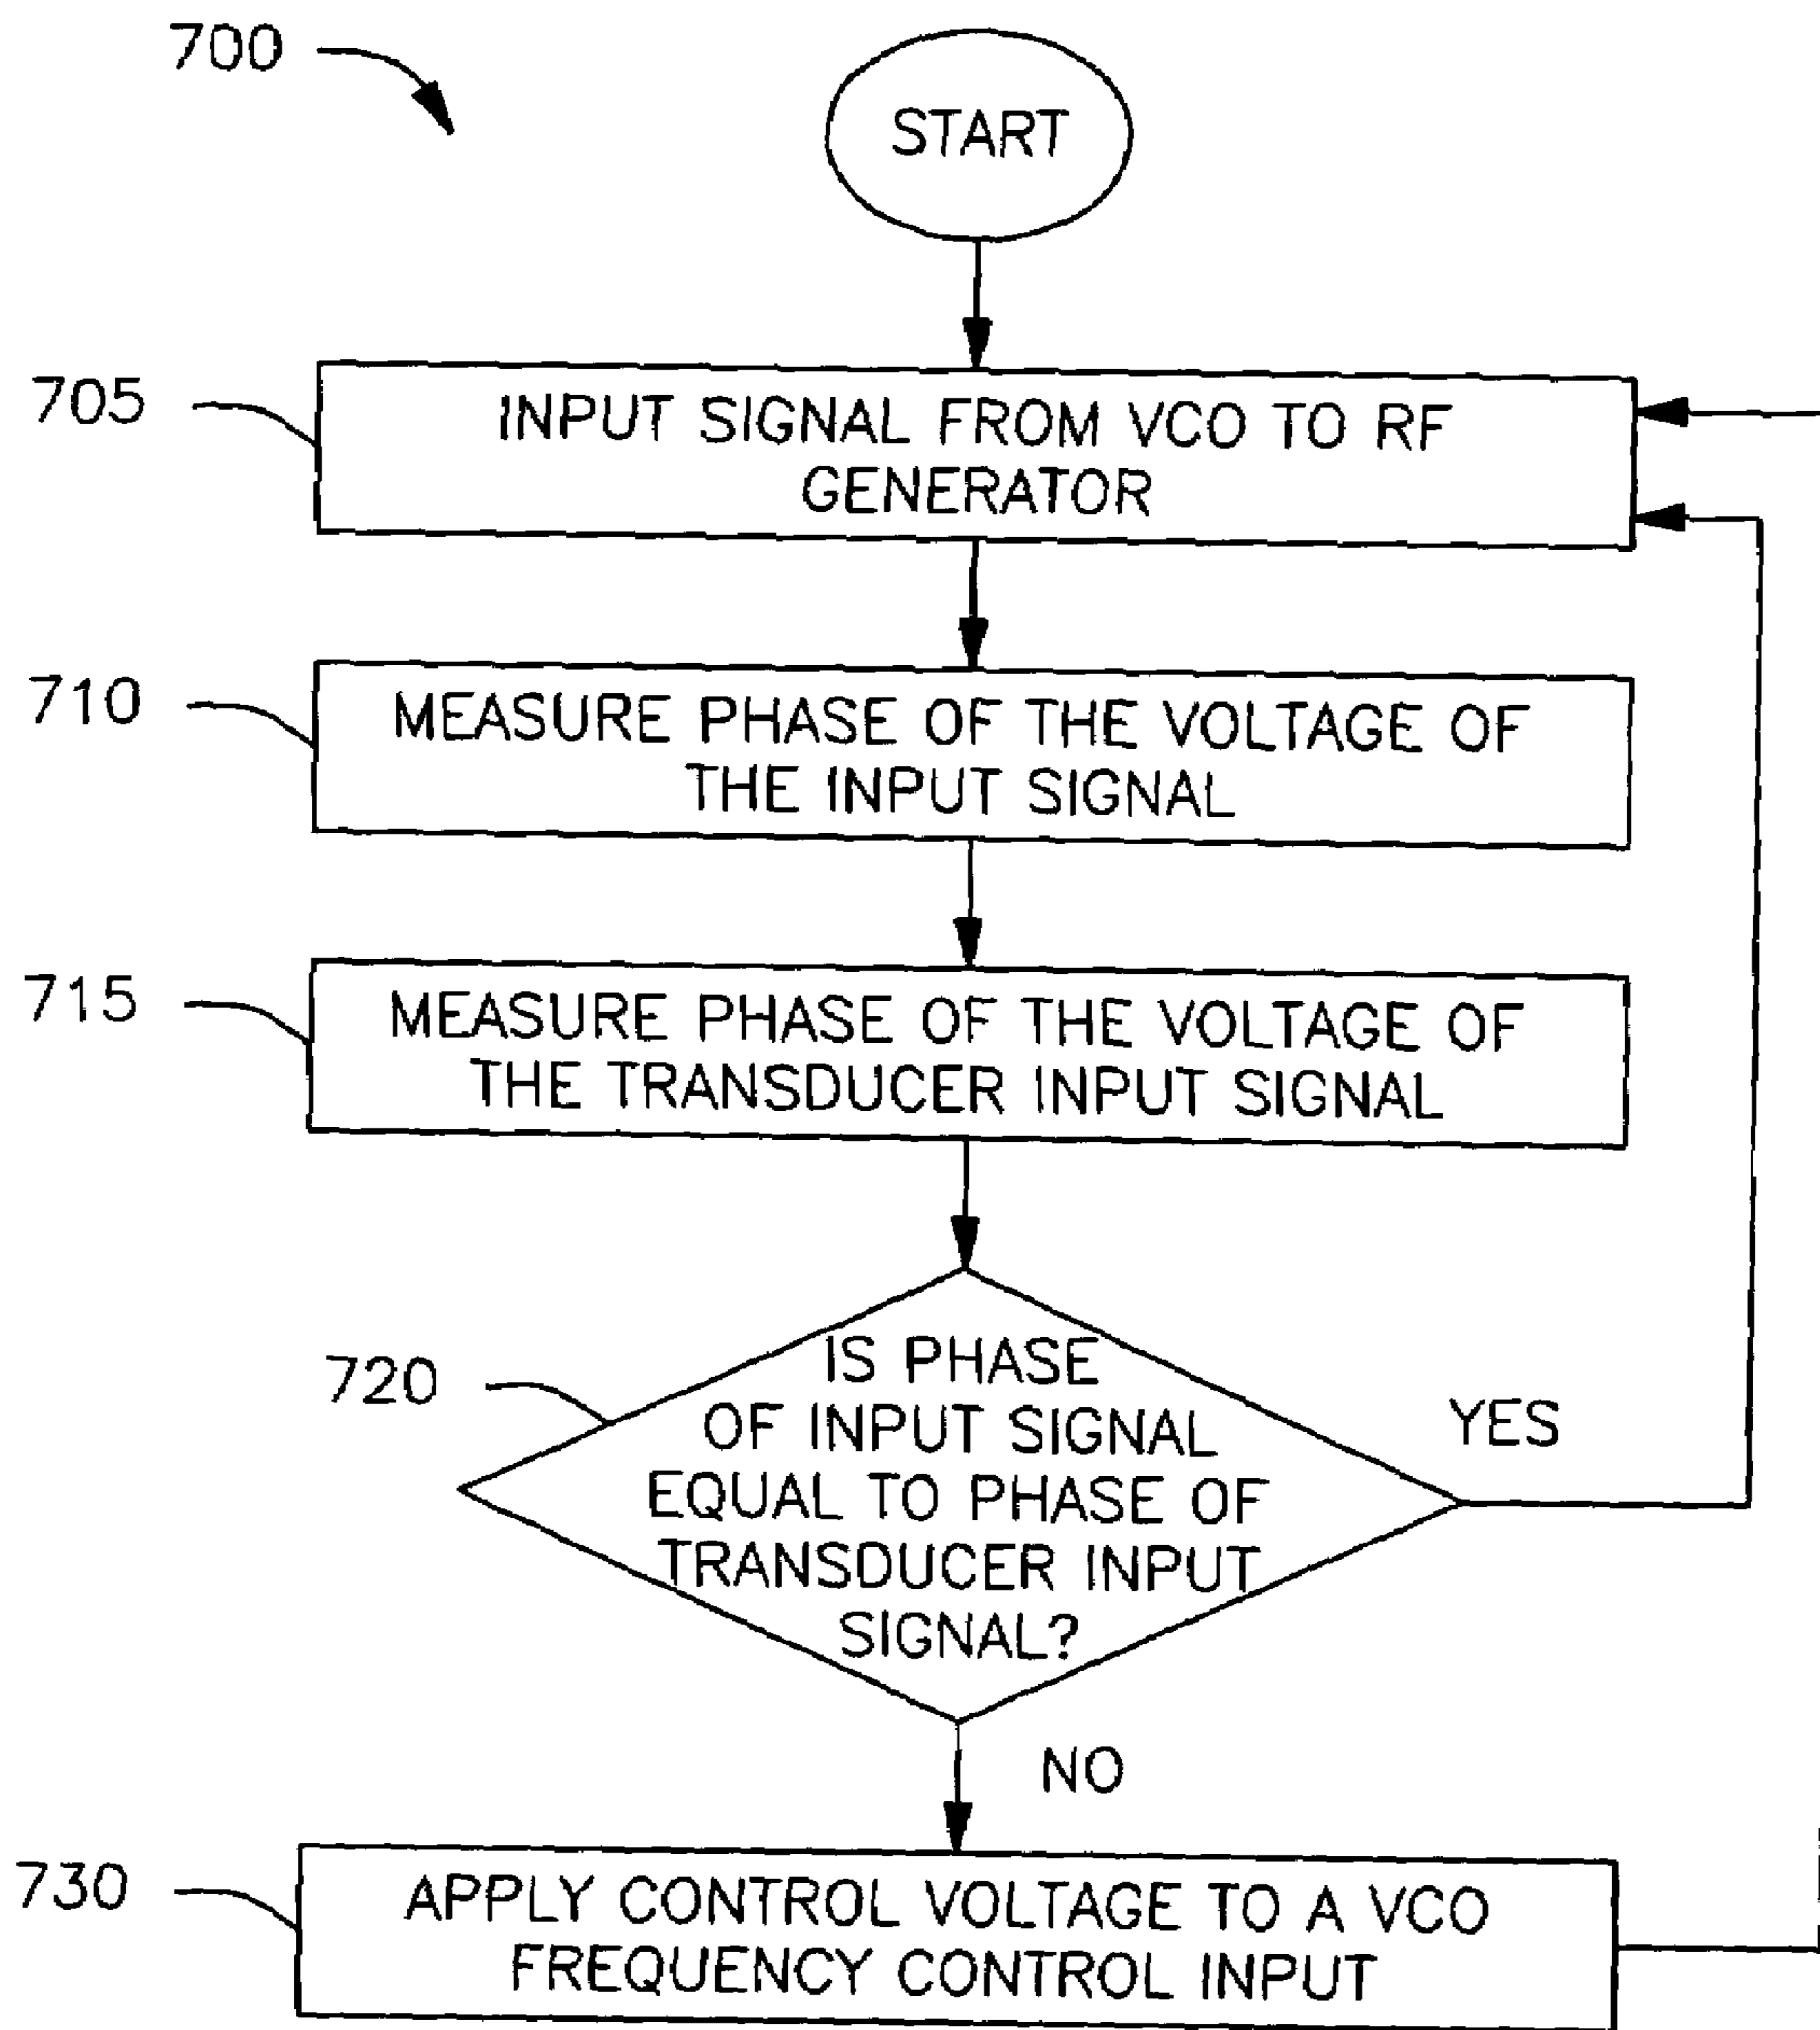 700
START
705
INPUT SIGNAL FROM VCO TO RF
GENERATOR
710
MEASURE PHASE OF THE VOLTAGE OF
THE INPUT SIGNAL
715
MEASURE PHASE OF THE VOLTAGE OF
THE TRANSDUCER INPUT SIGNAL
720
IS PHASE
OF INPUT SIGNAL
EQUAL TO PHASE OF
TRANSDUCER INPUT
SIGNAL?
YES
NO
730
APPLY CONTROL VOLTAGE TO A VCO
FREQUENCY CONTROL INPUT